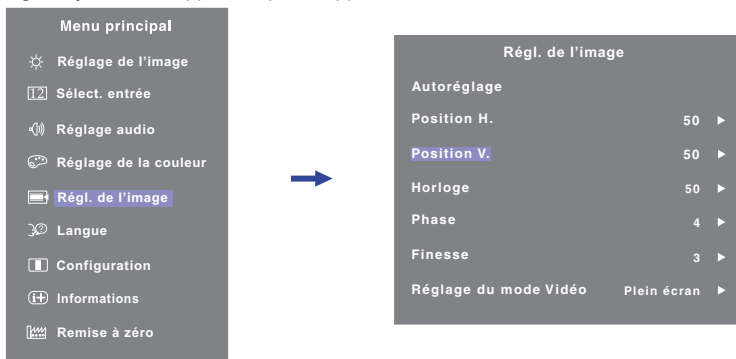 Menu principal
Réglage de l'image
12 Sélect. entrée
Réglage audio
Réglage de la couleur
Régl. de l'image
Langue
Configuration
Informations
Remise à zéro
Régl. de l'image
Autoréglage
Position H. 50
Position V. 50
Horloge 50
Phase 4
Finesse 3
Réglage du mode Vidéo Plein écran